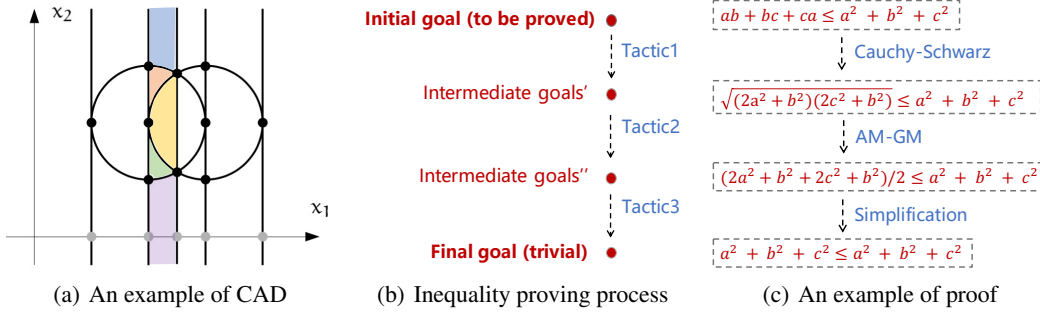 x₂
x₁
(a) An example of CAD
Initial goal (to be proved)
Tactic1
Intermediate goals'
Tactic2
Intermediate goals''
Tactic3
Final goal (trivial)
(b) Inequality proving process
ab + bc + ca ≤ a² + b² + c²
Cauchy-Schwarz
√(2a² + b²)(2c² + b²) ≤ a² + b² + c²
AM-GM
(2a² + b² + 2c² + b²)/2 ≤ a² + b² + c²
Simplification
a² + b² + c² ≤ a² + b² + c²
(c) An example of proof